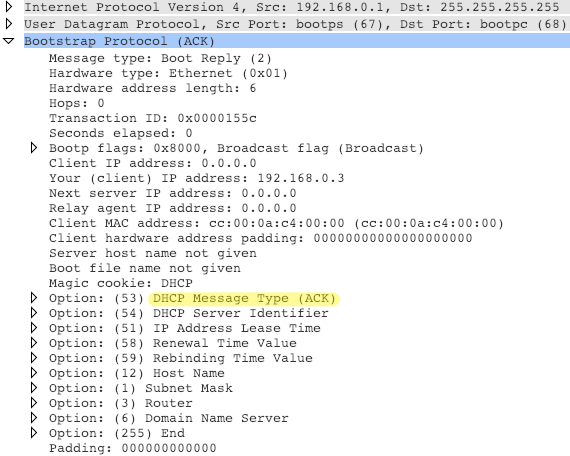 Internet Protocol Version 4, Src: 192.168.0.1, Dst: 255.255.255.255
User Datagram Protocol, Src Port: bootps (67), Dst Port: bootpc (68)
Bootstrap Protocol (ACK)
Message type: Boot Reply (2)
Hardware type: Ethernet (0x01)
Hardware address length: 6
Hops: 0
Transaction ID: 0x0000155c
Seconds elapsed: 0
Bootp flags: 0x8000, Broadcast flag (Broadcast)
Client IP address: 0.0.0.0
Your (client) IP address: 192.168.0.3
Next server IP address: 0.0.0.0
Relay agent IP address: 0.0.0.0
Client MAC address: cc:00:0a:c4:00:00 (cc:00:0a:c4:00:00)
Client hardware address padding: 00000000000000000000
Server host name not given
Boot file name not given
Magic cookie: DHCP
Option: (53) DHCP Message Type (ACK)
Option: (54) DHCP Server Identifier
Option: (51) IP Address Lease Time
Option: (58) Renewal Time Value
Option: (59) Rebinding Time Value
Option: (12) Host Name
Option: (1) Subnet Mask
Option: (3) Router
Option: (6) Domain Name Server
Option: (255) End
Padding: 000000000000